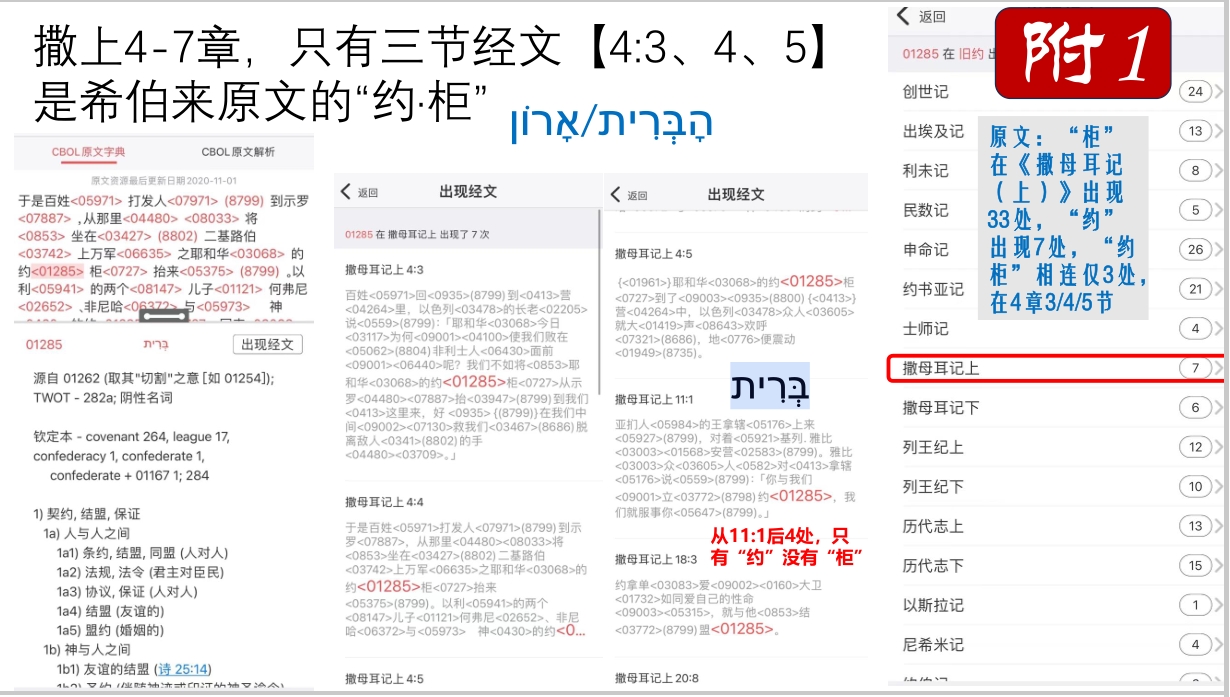 撒上4-7章，只有三节经文【4:3、4、5】
是希伯来原文的“约·柜”
הָבְּרִית/אָרוֹן
CBOL原文字典 CBOL原文解析
原文资源最后更新日期2020-11-01
于是百姓<05971> 打发人<07971> (8799) 到示罗
<07887> ,从那里<04480> <08033> 将
<0853> 坐在<03427> (8802) 二基路伯
<03742> 上万军<06635> 之耶和华<03068> 的
约<01285> 柜<0727> 抬来<05375> (8799) 。以
利<05941> 的两个<08147> 儿子<01121> 何弗尼
<02652> 、非尼哈<06372> 与<05973> 神
01285 בְּרִית 出现经文
源自 01262 (取其"切割"之意 [如 01254]);
TWOT - 282a; 阴性名词
钦定本 - covenant 264, league 17,
confederacy 1, confederate 1,
confederate + 01167 1; 284
1) 契约, 结盟, 保证
1a) 人与人之间
1a1) 条约, 结盟, 同盟 (人对人)
1a2) 法规, 法令 (君主对臣民)
1a3) 协议, 保证 (人对人)
1a4) 结盟 (友谊的)
1a5) 盟约 (婚姻的)
1b) 神与人之间
1b1) 友谊的结盟 (诗 25:14)
返回 出现经文
01285 在 撒母耳记上 出现了 7 次
撒母耳记上 4:3
百姓<05971>回<0935>(8799)到<0413>营
<04264>里，以色列<03478>的长老<02205>
说<0559>(8799)：「耶和华<03068>今日
<03117>为何<09001><04100>使我们败在
<05062>(8804)非利士人<06430>面前
<09001><06440>呢？我们不如将<0853>耶
和华<03068>的约<01285>柜<0727>从示
罗<04480><07887>抬<03947>(8799)到我们
<0413>这里来，好<0935>{(8799)}在我们中
间<09002><07130>救我们<03467>(8686)脱
离敌人<0341>(8802)的手
<04480><03709>。」
撒母耳记上 4:4
于是百姓<05971>打发人<07971>(8799)到示
罗<07887>，从那里<04480><08033>将
<0853>坐在<03427>(8802)二基路伯
<03742>上万军<06635>之耶和华<03068>的
约<01285>柜<0727>抬来
<05375>(8799)。以利<05941>的两个
<08147>儿子<01121>何弗尼<02652>、非尼
哈<06372>与<05973> 神<0430>的约<0...
撒母耳记上 4:5
返回 出现经文
撒母耳记上 4:5
{<01961>}耶和华<03068>的约<01285>柜
<0727>到了<09003><0935>(8800){<0413>}
营<04264>中，以色列<03478>众人<03605>
就大<01419>声<08643>欢呼
<07321>(8686)，地<0776>便震动
<01949>(8735)。
בְּרִית
撒母耳记上 11:1
亚扪人<05984>的王拿辖<05176>上来
<05927>(8799)，对着<05921>基列.雅比
<03003><01568>安营<02583>(8799)。雅比
<03003>众<03605>人<0582>对<0413>拿辖
<05176>说<0559>(8799)：「你与我们
<09001>立<03772>(8798)约<01285>，我
们就服事你<05647>(8799)。」
从11:1后4处，只
有“约”没有“柜”
撒母耳记上 18:3
约拿单<03083>爱<09002><0160>大卫
<01732>如同爱自己的性命
<09003><05315>，就与他<0853>结
<03772>(8799)盟<01285>。
撒母耳记上 20:8
返回
01285 在 旧约 出
附 1
创世记 24
出埃及记 13
利未记 8
民数记 5
申命记 26
约书亚记 21
士师记 4
撒母耳记上 7
撒母耳记下 6
列王纪上 12
列王纪下 10
历代志上 13
历代志下 15
以斯拉记 1
尼希米记 4
原文：“柜”
在《撒母耳记
（上）》出现
33处，“约”
出现7处，“约
柜”相连仅3处，
在4章3/4/5节